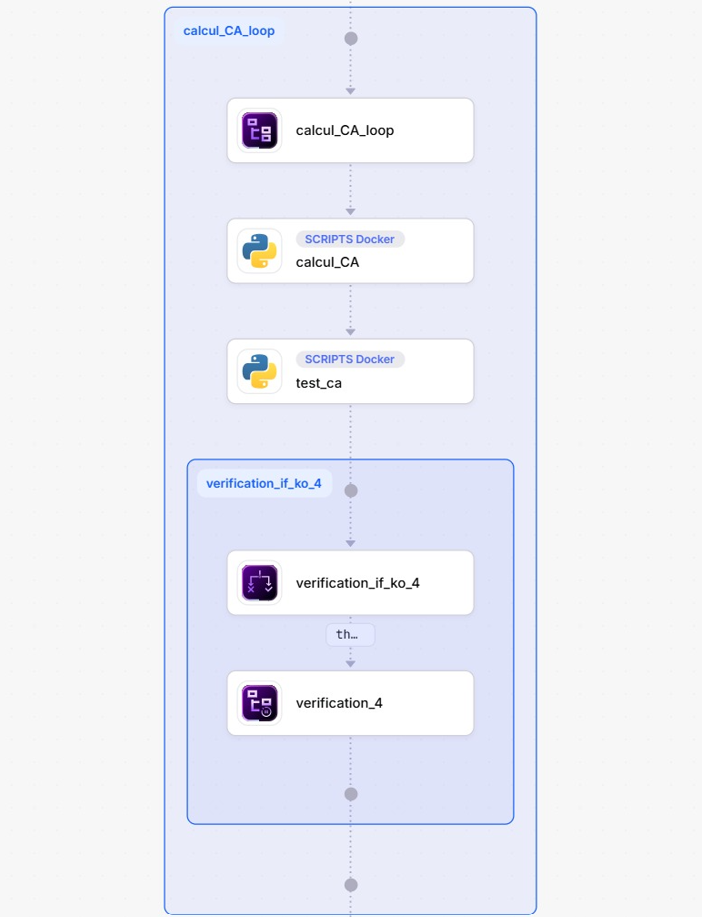 calcul_CA_loop
calcul_CA_loop
SCRIPTS Docker
calcul_CA
SCRIPTS Docker
test_ca
verification_if_ko_4
verification_if_ko_4
th…
verification_4